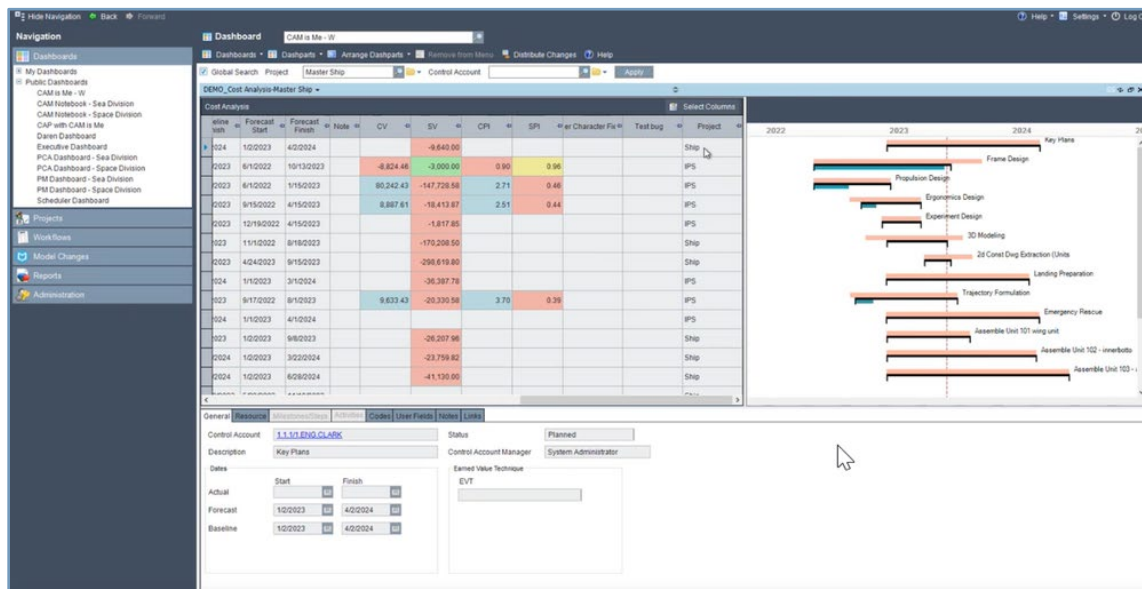 Hide Navigation Back Forward Help Settings Log O
Navigation
Dashboards
My Dashboards
Public Dashboards
CAM is Me - W
CAM Notebook - Sea Division
CAM Notebook - Space Division
CAP with CAM is Me
Daren Dashboard
Executive Dashboard
PCA Dashboard - Sea Division
PCA Dashboard - Space Division
PM Dashboard - Sea Division
PM Dashboard - Space Division
Scheduler Dashboard
Projects
Workflows
Model Changes
Reports
Administration
Dashboard CAM is Me - W
Dashboards Dashparts Arrange Dashparts Remove from Menu Distribute Changes Help
Global Search Project Master Ship Control Account Apply
DEMO_Cost Analysis-Master Ship
Cost Analysis Select Columns
eline ish Forecast Start Forecast Finish Note CV SV CPI SPI er Character Fie Test bug Project
/2024 1/2/2023 4/2/2024 -9,640.00 Ship
/2023 6/1/2022 10/13/2023 -8,824.46 -3,000.00 0.90 0.96 IPS
/2023 6/1/2022 1/15/2023 80,242.43 -147,728.58 2.71 0.46 IPS
/2023 9/15/2022 4/15/2023 8,887.61 -18,413.87 2.51 0.44 IPS
2023 12/19/2022 4/15/2023 -1,817.85 IPS
2023 11/1/2022 8/18/2023 -170,208.50 Ship
2023 4/24/2023 9/15/2023 -298,619.80 Ship
2024 1/1/2023 3/1/2024 -36,397.78 IPS
2023 9/17/2022 8/1/2023 9,633.43 -20,330.58 3.70 0.39 IPS
2024 1/1/2023 4/1/2024 IPS
2023 1/2/2023 9/8/2023 -26,207.96 Ship
/2024 1/2/2023 3/22/2024 -23,759.82 Ship
/2024 1/2/2023 6/28/2024 -41,130.00 Ship
2022 2023 2024
Key Plans
Frame Design
Propulsion Design
Ergonomics Design
Experiment Design
3D Modeling
2d Const Dwg Extraction (Units
Landing Preparation
Trajectory Formulation
Emergency Rescue
Assemble Unit 101 wing unit
Assemble Unit 102 - innerbotto
Assemble Unit 103 -
General Resource Milestones/Steps Activities Codes User Fields Notes Links
Control Account 1.1.1/1.ENG.CLARK Status Planned
Description Key Plans Control Account Manager System Administrator
Dates Earned Value Technique
Start Finish EVT
Actual
Forecast 1/2/2023 4/2/2024
Baseline 1/2/2023 4/2/2024